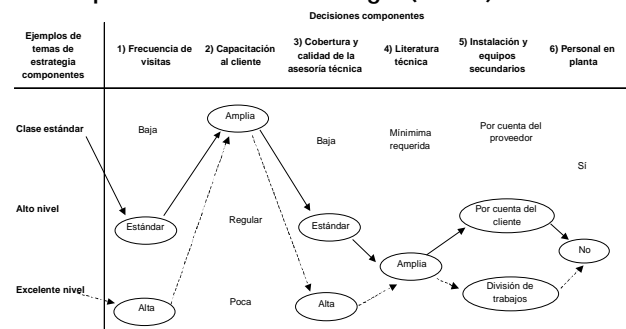 Decisiones componentes
Ejemplos de
temas de
estrategia
componentes
1) Frecuencia de
visitas
2) Capacitación
al cliente
3) Cobertura y
calidad de la
asesoría técnica
4) Literatura
técnica
5) Instalación y
equipos
secundarios
6) Personal en
planta
Clase estándar
Baja
Amplia
Baja
Mínimima
requerida
Por cuenta del
proveedor
Sí
Alto nivel
Estándar
Regular
Estándar
Amplia
Por cuenta del
cliente
No
Excelente nivel
Alta
Poca
Alta
División de
trabajos